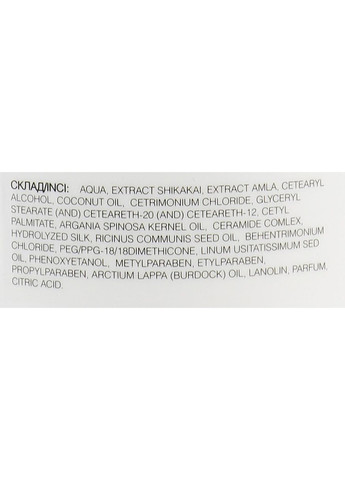 СКЛАД/INCI: AQUA, EXTRACT SHIKAKAI, EXTRACT AMLA, CETEARYL
ALCOHOL, COCONUT OIL, CETRIMONIUM CHLORIDE, GLYCERYL
STEARATE (AND) CETEARETH-20 (AND) CETEARETH-12, CETYL
PALMITATE, ARGANIA SPINOSA KERNEL OIL, CERAMIDE COMLEX,
HYDROLYZED SILK, RICINUS COMMUNIS SEED OIL, BEHENTRIMONIUM
CHLORIDE, PEG/PPG-18/18DIMETHICONE, LINUM USITATISSIMUM SED
OIL, PHENOXYETANOL, METYLPARABEN, ETYLPARABEN,
PROPYLPARABEN, ARCTIUM LAPPA (BURDOCK) OIL, LANOLIN, PARFUM,
CITRIC ACID.